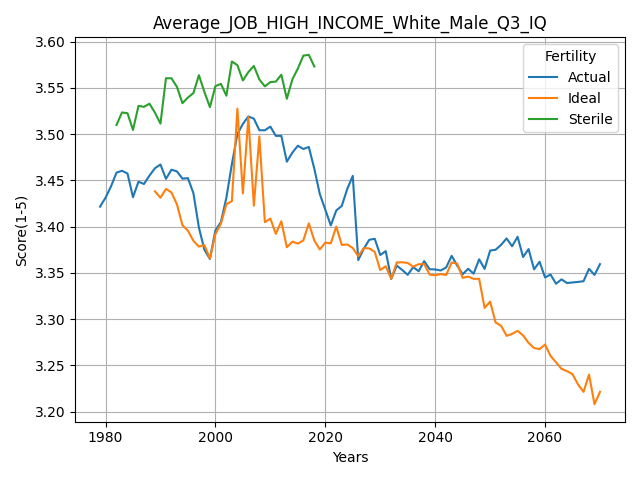 Average_JOB_HIGH_INCOME_White_Male_Q3_IQ
Fertility
Actual
Ideal
Sterile
Score(1-5)
3.60
3.55
3.50
3.45
3.40
3.35
3.30
3.25
3.20
1980 2000 2020 2040 2060
Years